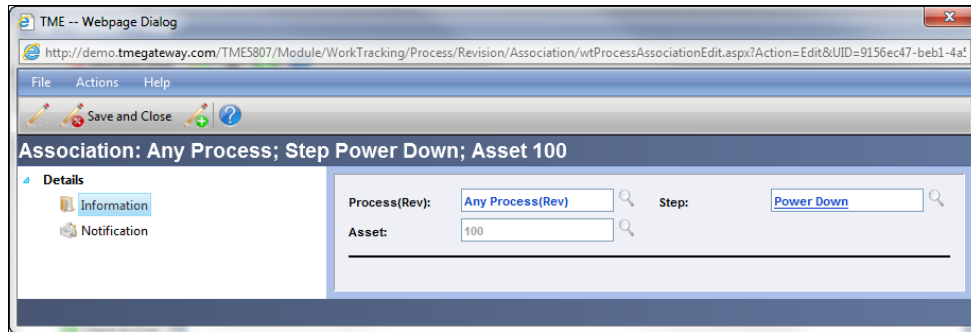 TME -- Webpage Dialog
x
http://demo.tmegateway.com/TME5807/Module/WorkTracking/Process/Revision/Association/wtProcessAssociationEdit.aspx?Action=Edit&UID=9156ec47-beb1-4a5
File Actions Help
Save and Close ?
Association: Any Process; Step Power Down; Asset 100
Details
Information
Notification
Process(Rev): Any Process(Rev) Step: Power Down
Asset: 100